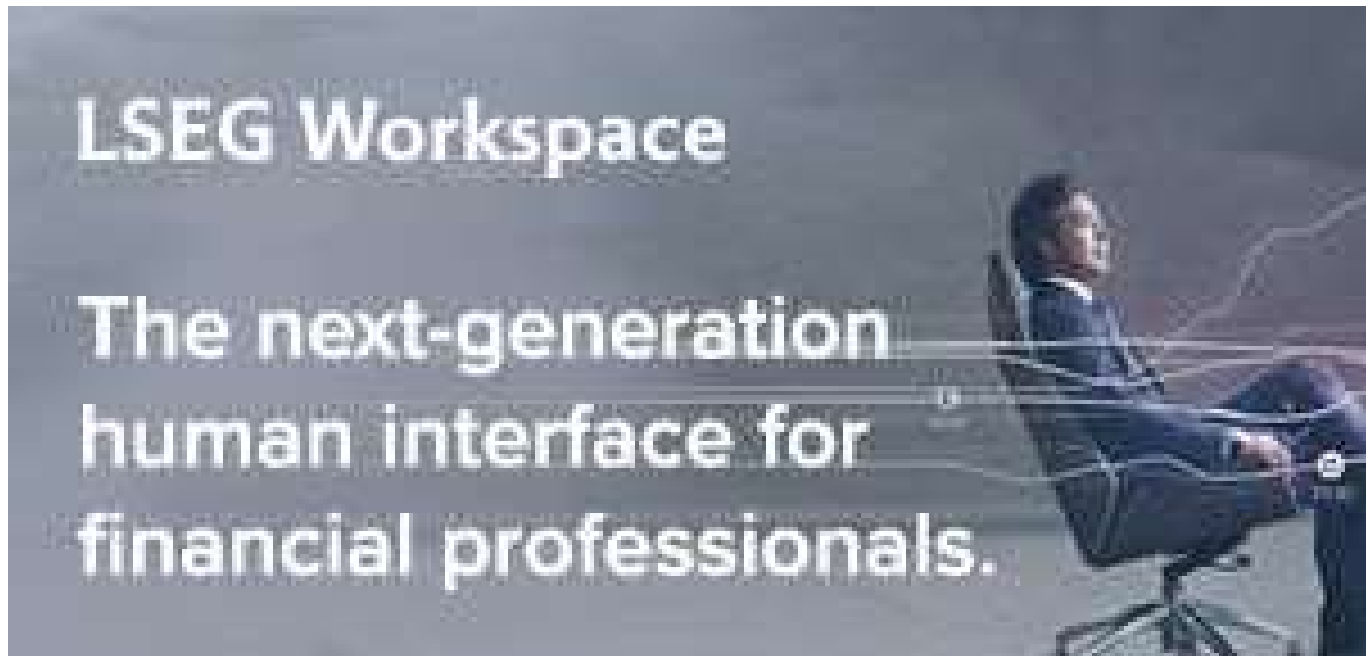 LSEG Workspace
The next-generation
human interface for
financial professionals.